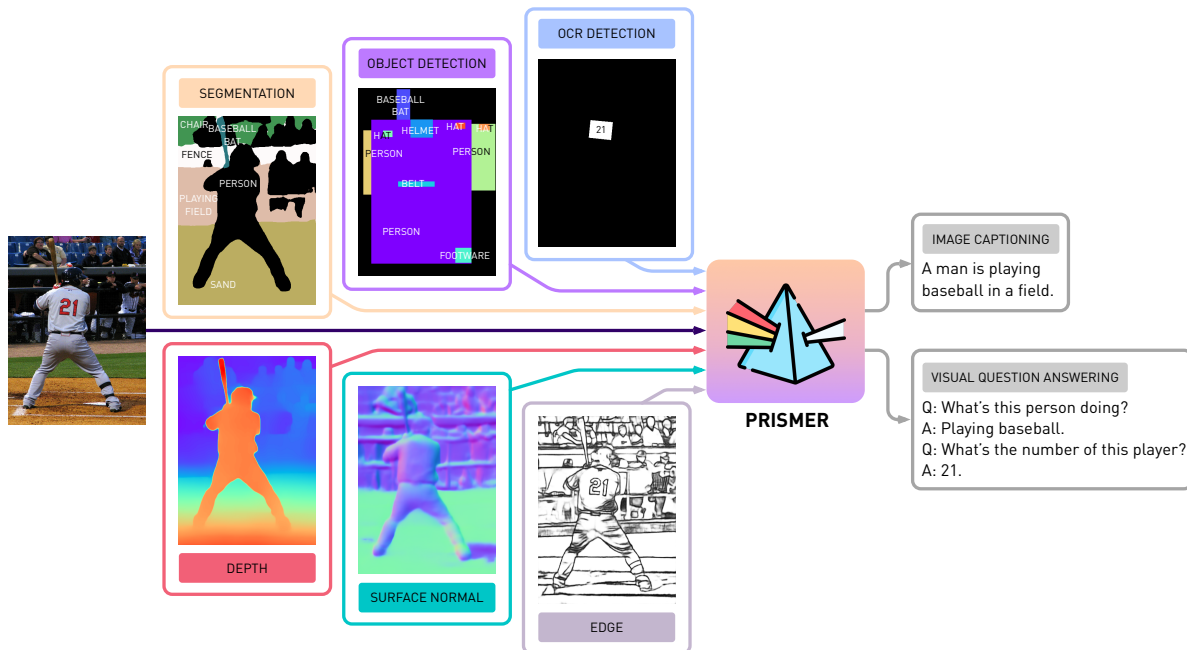 OCR DETECTION
21
OBJECT DETECTION
BASEBALL
BAT
HAT
HELMET
HAT
HAT
PERSON
PERSON
BELT
PERSON
FOOTWARE
SEGMENTATION
CHAIR
BASEBALL
BAT
FENCE
PERSON
PLAYING
FIELD
SAND
21
DEPTH
SURFACE NORMAL
21
EDGE
PRISMER
IMAGE CAPTIONING
A man is playing
baseball in a field.
VISUAL QUESTION ANSWERING
Q: What's this person doing?
A: Playing baseball.
Q: What's the number of this player?
A: 21.